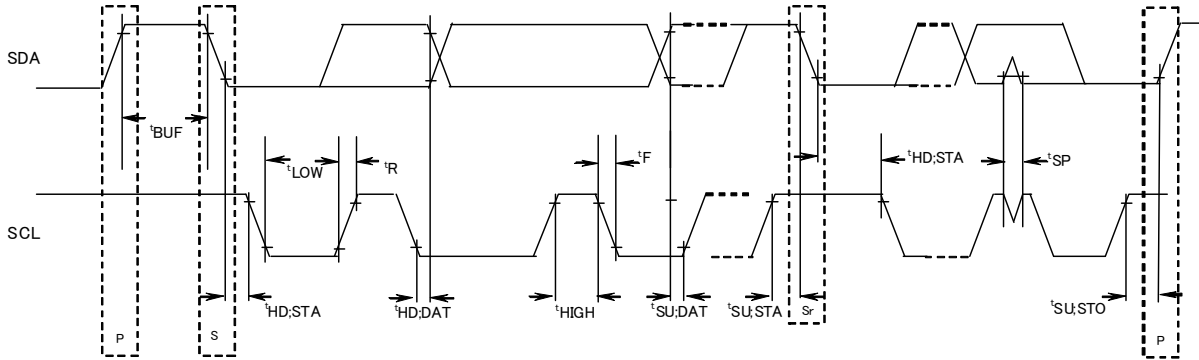 SDA
tBUF
tLOW
tR
tF
tHD;STA
tSP
SCL
tHD;STA
tHD;DAT
tHIGH
tSU;DAT
tSU;STA
Sr
tSU;STO
P
S
P